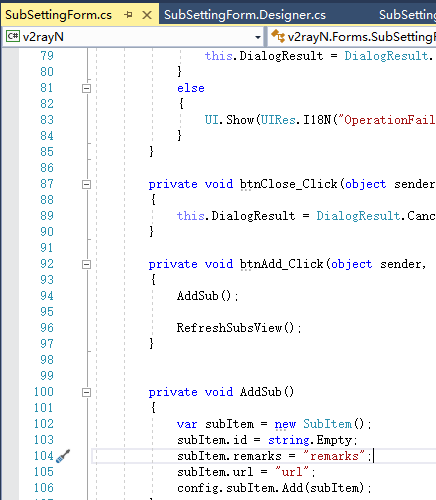 SubSettingForm.cs SubSettingForm.Designer.cs SubSetti
C# v2rayN v2rayN.Forms.SubSettingF
79 this.DialogResult = DialogResult.
80 }
81 else
82 {
83 UI.Show(UIRes.I18N("OperationFail
84 }
85 }
86
87 private void btnClose_Click(object sender
88 {
89 this.DialogResult = DialogResult.Canc
90 }
91
92 private void btnAdd_Click(object sender,
93 {
94 AddSub();
95
96 RefreshSubsView();
97 }
98
99
100 private void AddSub()
101 {
102 var subItem = new SubItem();
103 subItem.id = string.Empty;
104 subItem.remarks = "remarks";
105 subItem.url = "url";
106 config.subItem.Add(subItem);